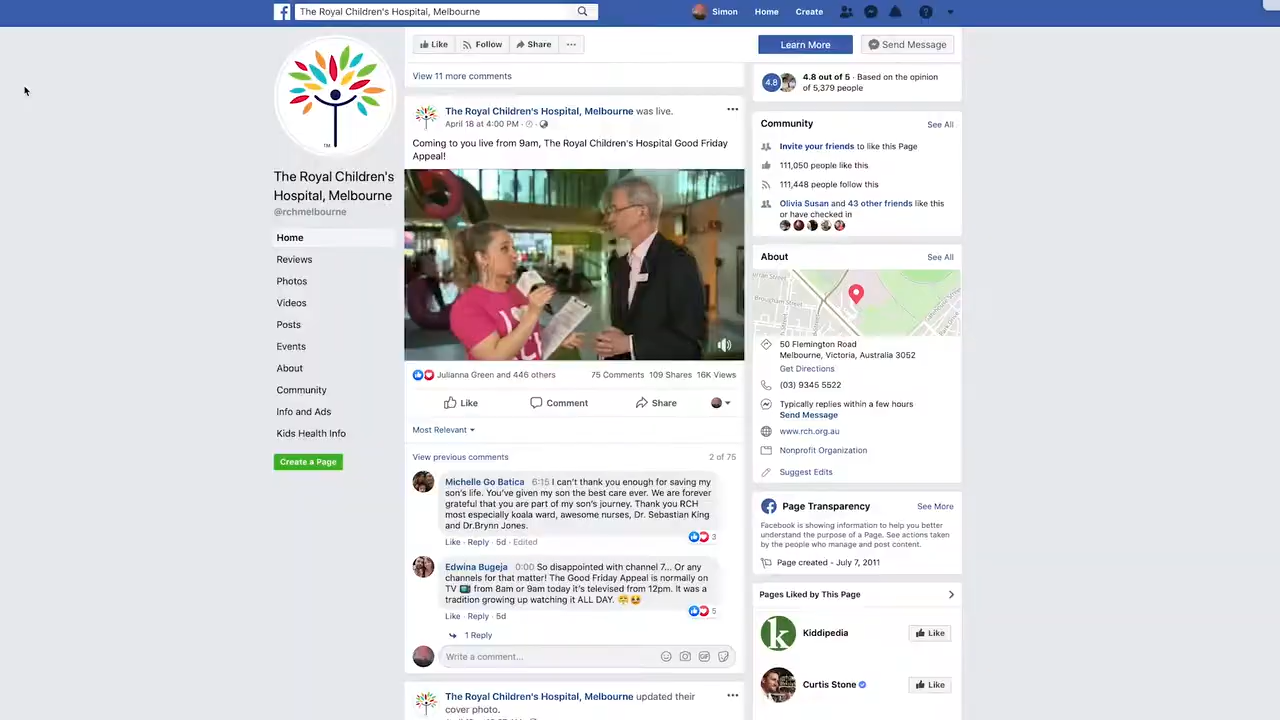 The Royal Children's Hospital, Melbourne
Simon
Home
Create
Like
Follow
Share
Learn More
Send Message
™
The Royal Children's
Hospital, Melbourne
@rchmelbourne
Home
Reviews
Photos
Videos
Posts
Events
About
Community
Info and Ads
Kids Health Info
Create a Page
View 11 more comments
The Royal Children's Hospital, Melbourne was live.
April 18 at 4:00 PM ·
Coming to you live from 9am, The Royal Children's Hospital Good Friday
Appeal!
Julianna Green and 446 others
75 Comments 109 Shares 16K Views
Like
Comment
Share
Most Relevant
View previous comments
2 of 75
Michelle Go Batica 6:15 I can't thank you enough for saving my
son's life. You've given my son the best care ever. We are forever
grateful that you are part of my son's journey. Thank you RCH
most especially koala ward, awesome nurses, Dr. Sebastian King
and Dr.Brynn Jones.
3
Like · Reply · 5d · Edited
Edwina Bugeja 0:00 So disappointed with channel 7... Or any
channels for that matter! The Good Friday Appeal is normally on
TV 📺 from 8am or 9am today it's televised from 12pm. It was a
tradition growing up watching it ALL DAY.
5
Like · Reply · 5d
1 Reply
Write a comment...
The Royal Children's Hospital, Melbourne updated their
cover photo.
4.8
4.8 out of 5 · Based on the opinion
of 5,379 people
Community
See All
Invite your friends to like this Page
111,050 people like this
111,448 people follow this
Olivia Susan and 43 other friends like this
or have checked in
About
See All
Brougham Street
50 Flemington Road
Melbourne, Victoria, Australia 3052
Get Directions
(03) 9345 5522
Typically replies within a few hours
Send Message
www.rch.org.au
Nonprofit Organization
Suggest Edits
Page Transparency
See More
Facebook is showing information to help you better
understand the purpose of a Page. See actions taken
by the people who manage and post content.
Page created - July 7, 2011
Pages Liked by This Page
Kiddipedia
Like
Curtis Stone
Like